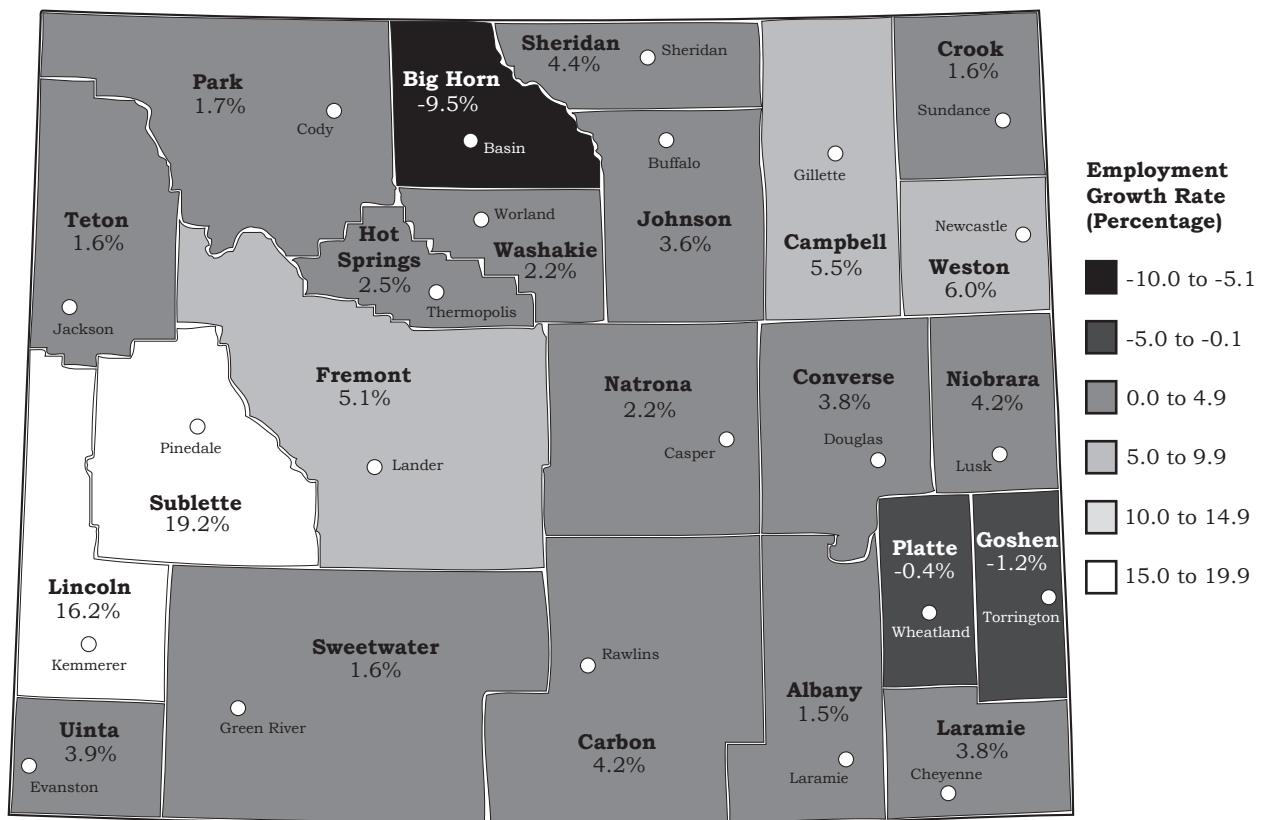 Park
1.7%
Cody
Big Horn
-9.5%
Basin
Sheridan
4.4%
Sheridan
Crook
1.6%
Sundance
Teton
1.6%
Jackson
Hot
Springs
2.5%
Thermopolis
Worland
Washakie
2.2%
Buffalo
Johnson
3.6%
Gillette
Campbell
5.5%
Newcastle
Weston
6.0%
Pinedale
Sublette
19.2%
Fremont
5.1%
Lander
Natrona
2.2%
Casper
Converse
3.8%
Douglas
Niobrara
4.2%
Lusk
Lincoln
16.2%
Kemmerer
Platte
-0.4%
Wheatland
Goshen
-1.2%
Torrington
Uinta
3.9%
Evanston
Sweetwater
1.6%
Green River
Rawlins
Carbon
4.2%
Albany
1.5%
Laramie
Laramie
3.8%
Cheyenne
Employment
Growth Rate
(Percentage)
-10.0 to -5.1
-5.0 to -0.1
0.0 to 4.9
5.0 to 9.9
10.0 to 14.9
15.0 to 19.9